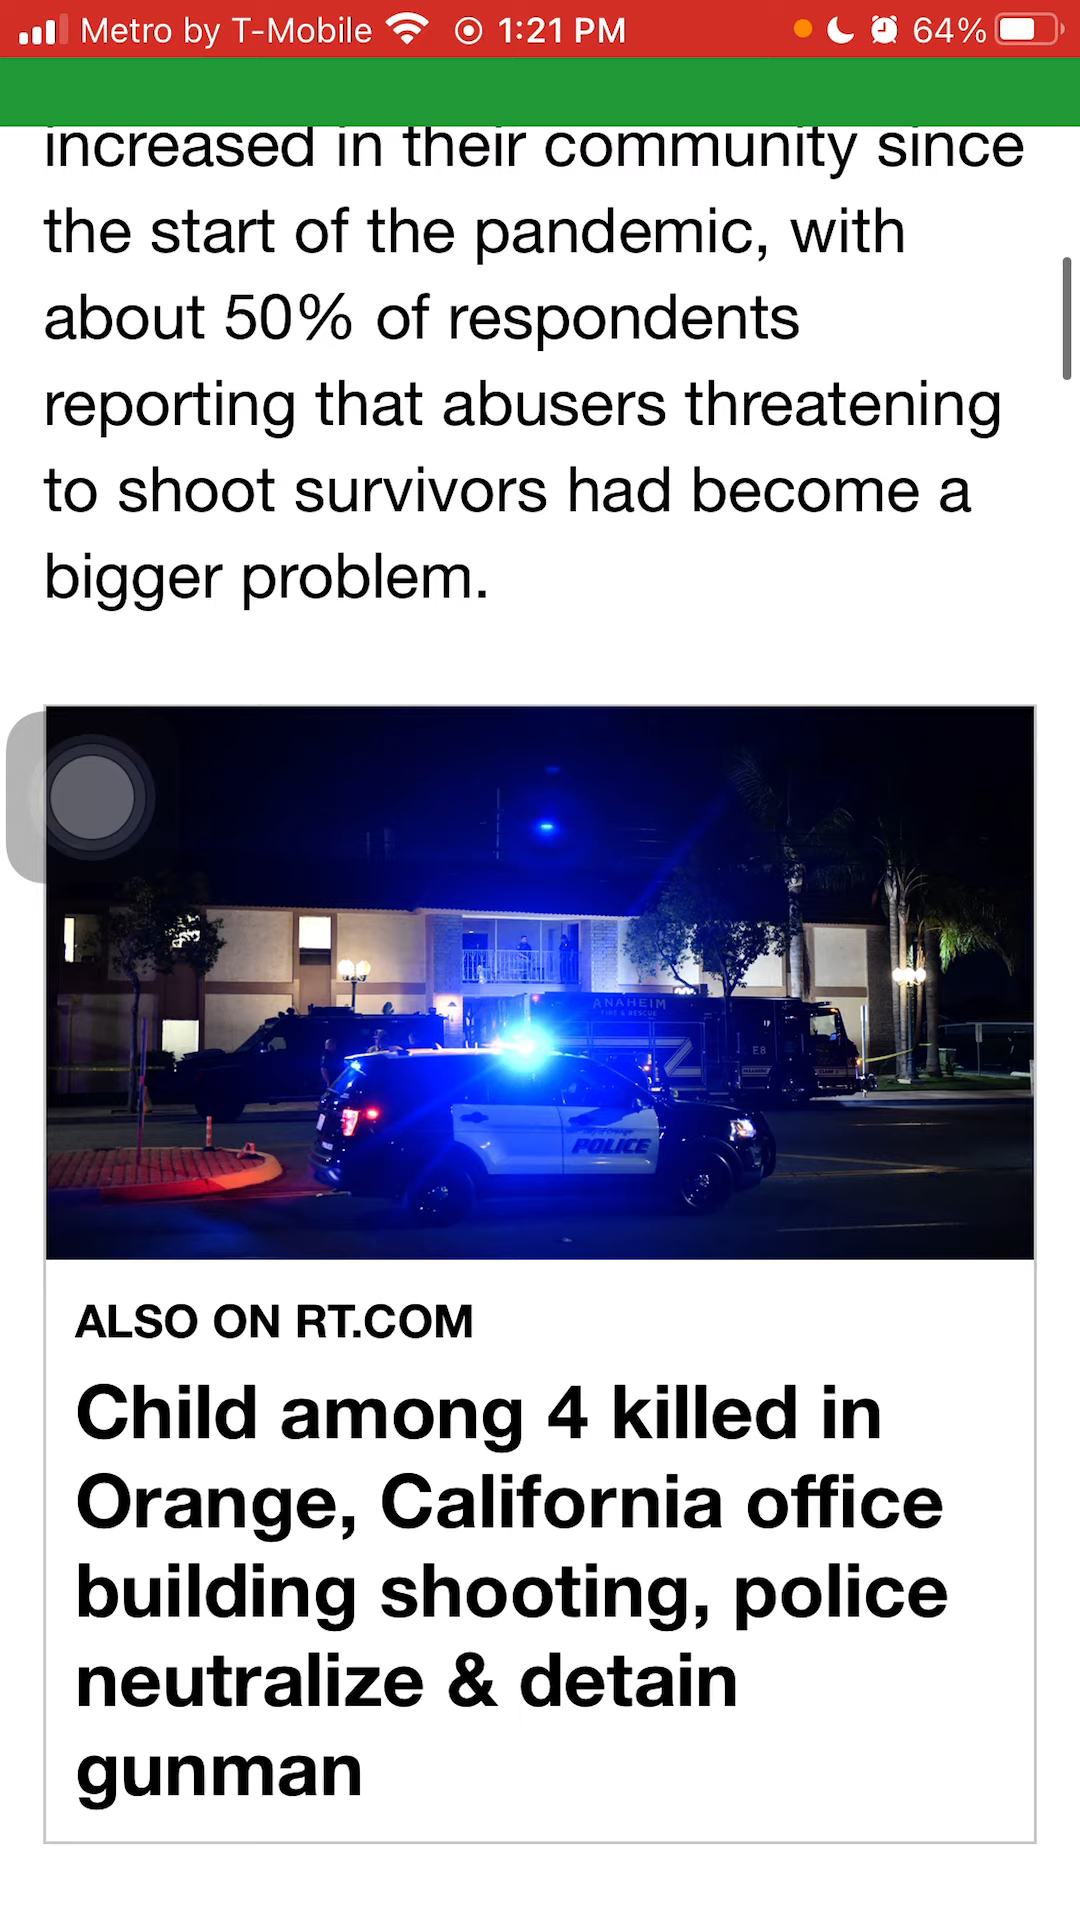 Metro by T-Mobile 1:21 PM 64%
increased in their community since
the start of the pandemic, with
about 50% of respondents
reporting that abusers threatening
to shoot survivors had become a
bigger problem.
ANAHEIM
FIRE & RESCUE
E8
POLICE
ALSO ON RT.COM
Child among 4 killed in
Orange, California office
building shooting, police
neutralize & detain
gunman